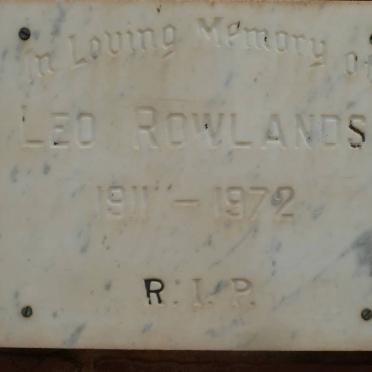 In Loving Memory of
LEO ROWLANDS
1911 - 1972
R.I.P.